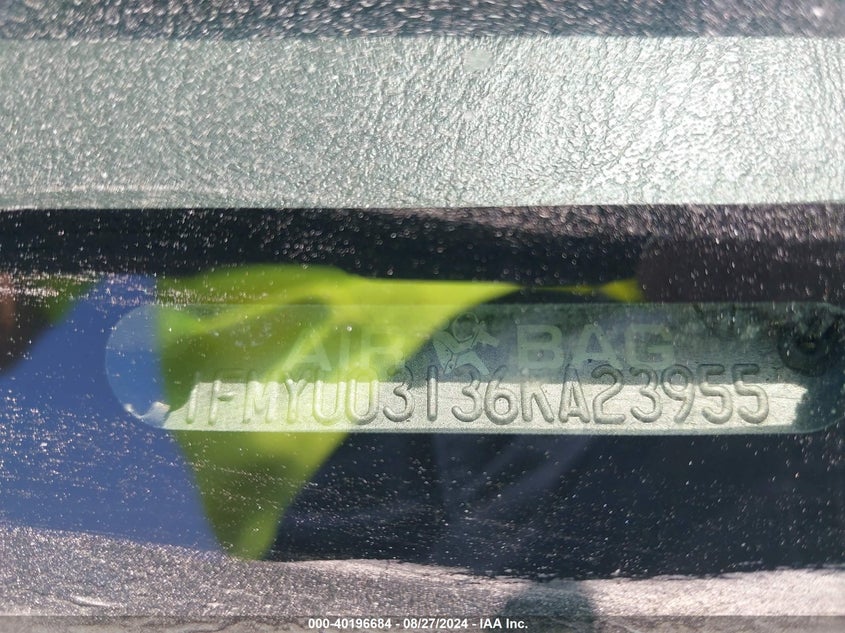 AIR BAG
1FMYU03136KA23955
000-40196684 - 08/27/2024 - IAA Inc.